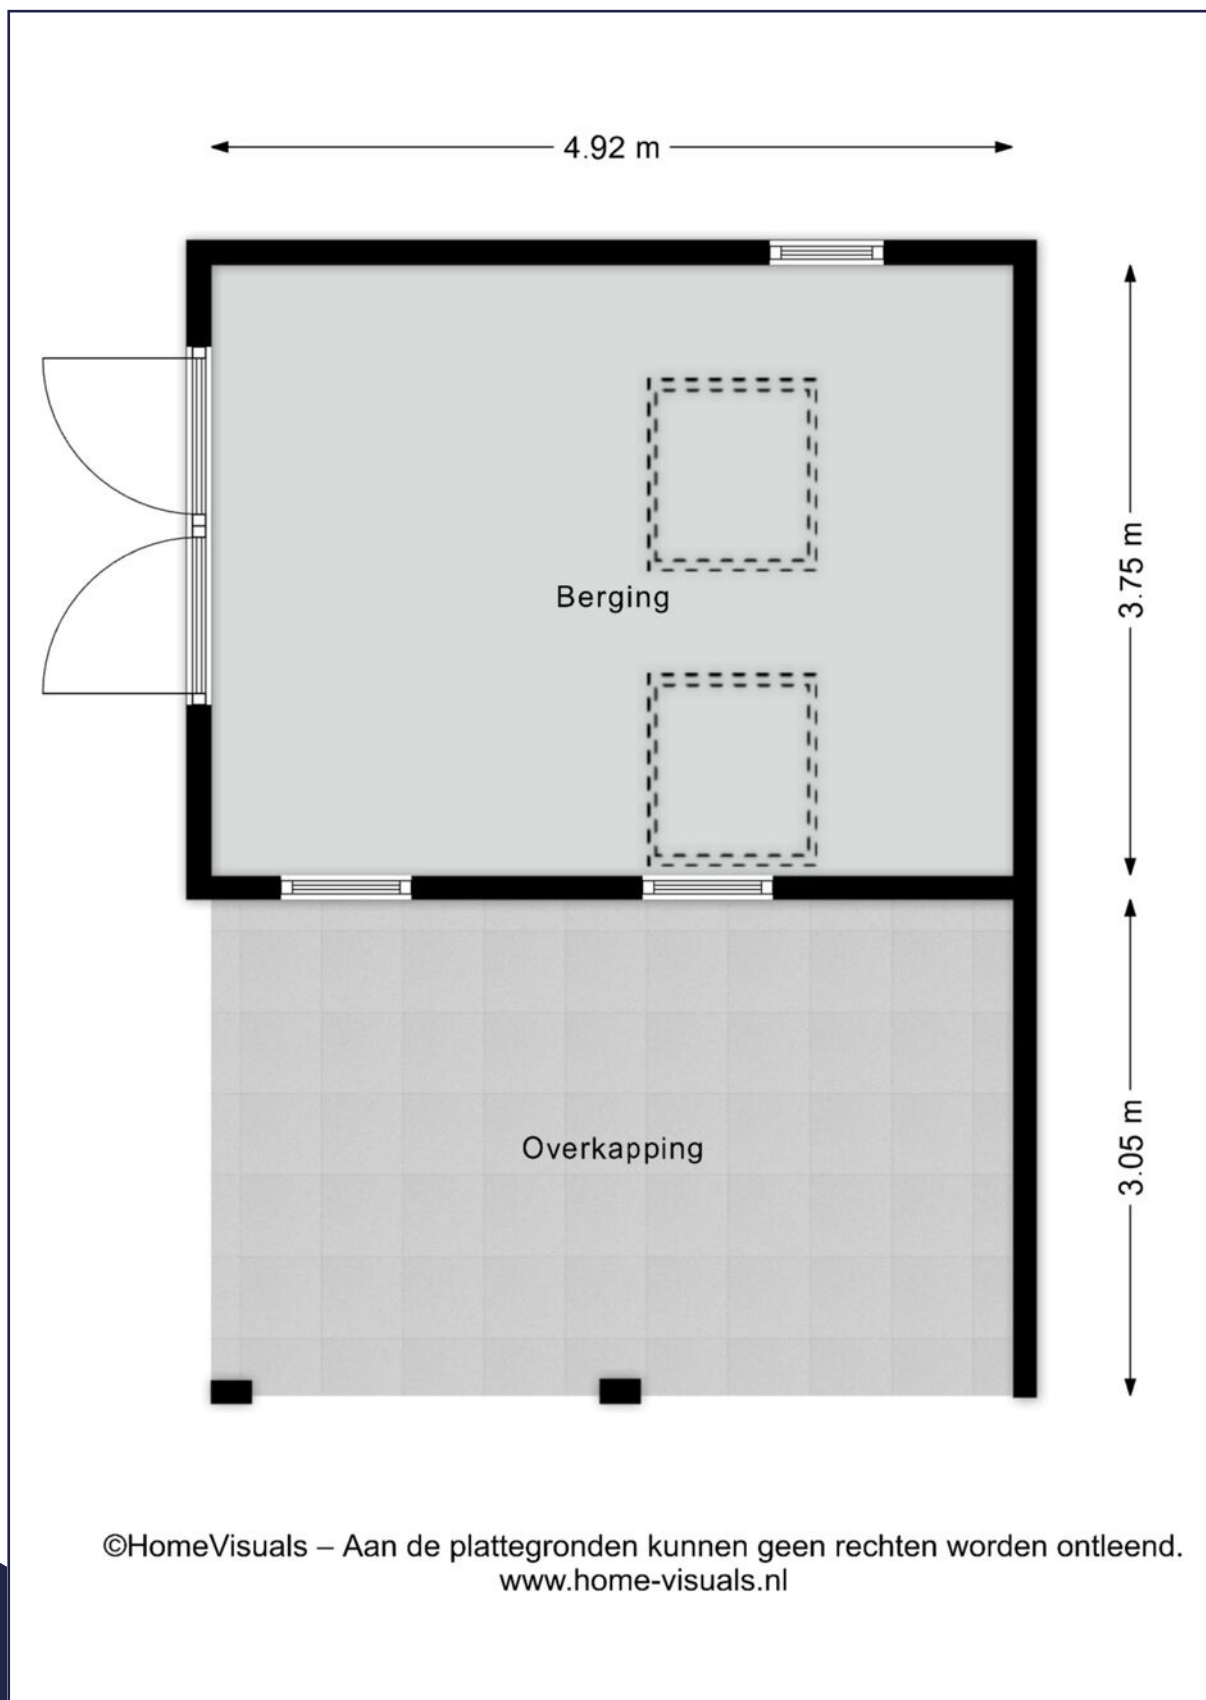 4.92 m
3.75 m
Berging
3.05 m
Overkapping
©HomeVisuals – Aan de plattegronden kunnen geen rechten worden ontleend.
www.home-visuals.nl